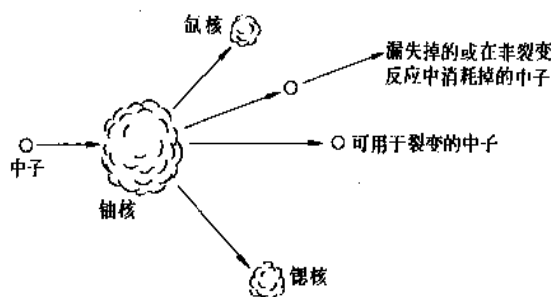 氙核
漏失掉的或在非裂变
反应中消耗掉的中子
中子
可用于裂变的中子
铀核
锶核